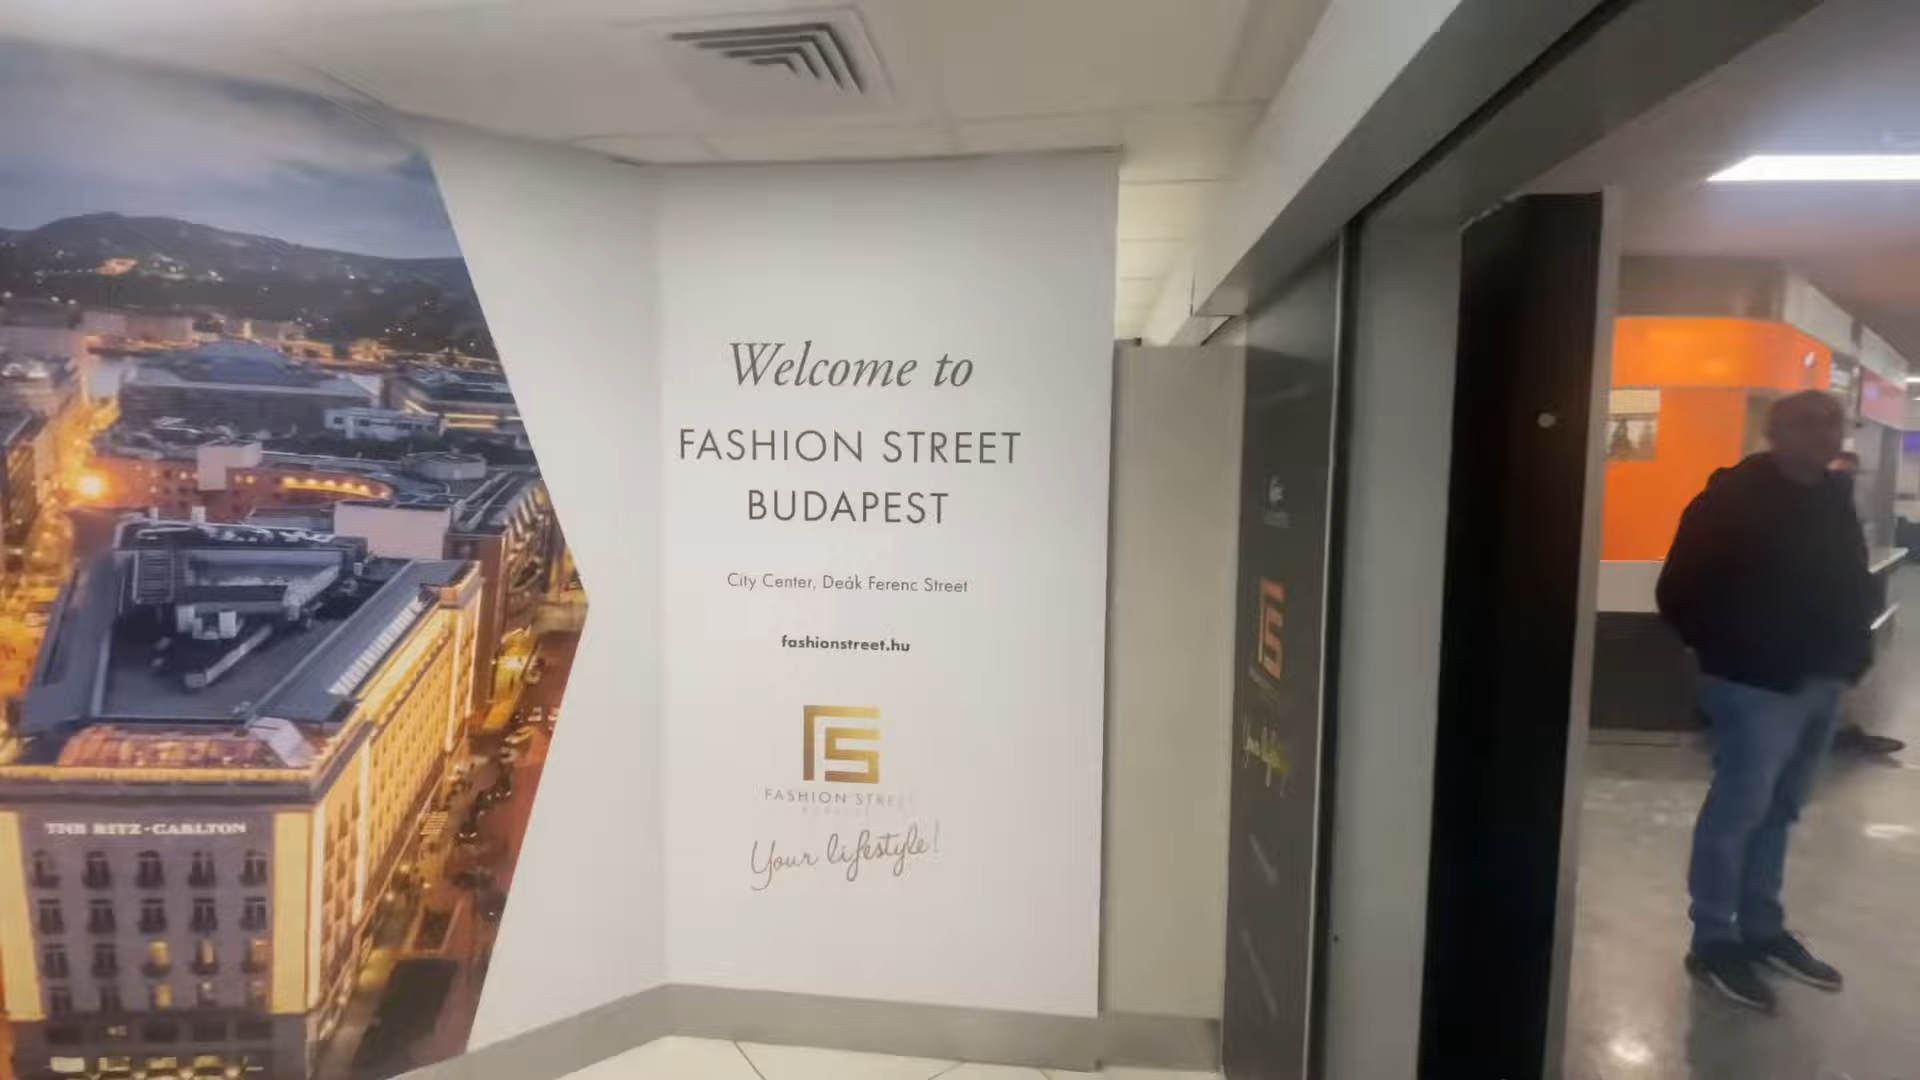 Welcome to
FASHION STREET
BUDAPEST
City Center, Deák Ferenc Street
fashionstreet.hu
FS
FASHION STREET
Your lifestyle!
THE RITZ-CARLTON
FS